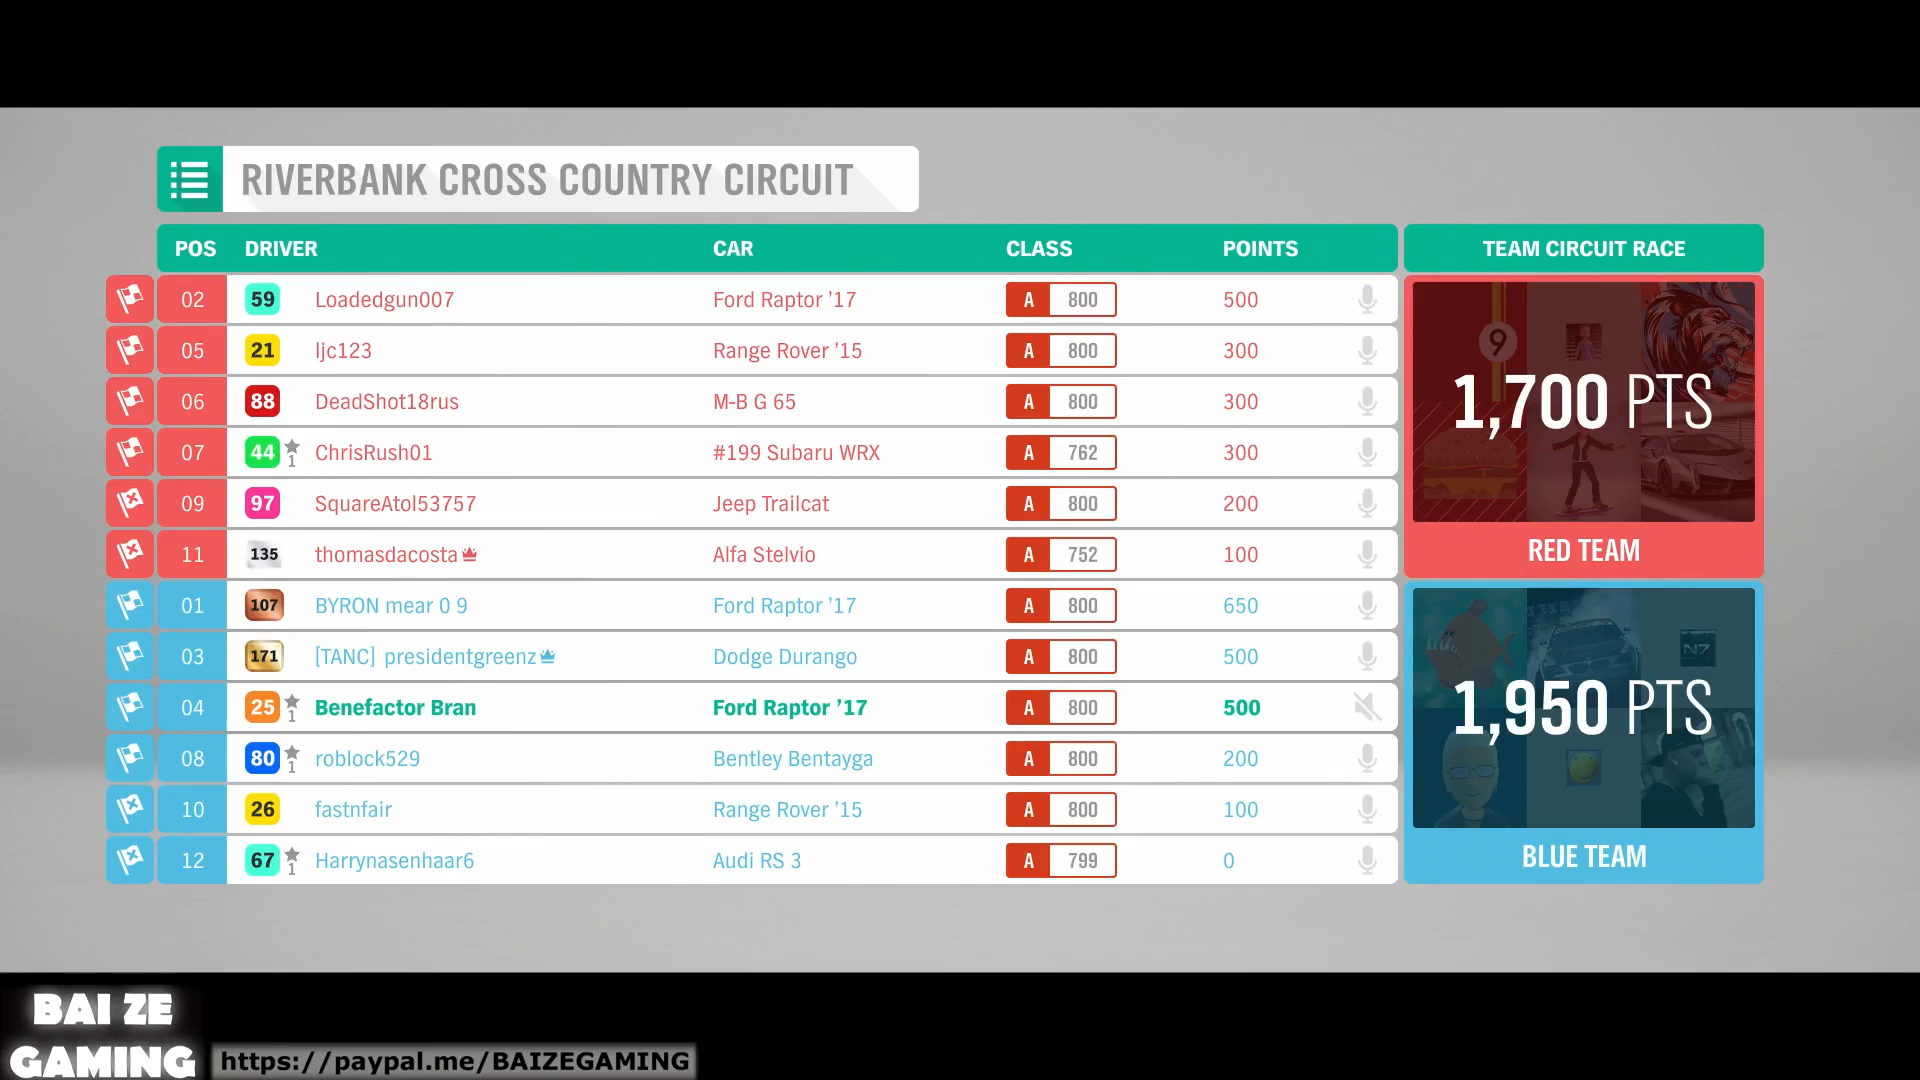 RIVERBANK CROSS COUNTRY CIRCUIT
POS DRIVER CAR CLASS POINTS
02 59 Loadedgun007 Ford Raptor ’17 A 800 500
05 21 ljc123 Range Rover ’15 A 800 300
06 88 DeadShot18rus M-B G 65 A 800 300
07 44 1 ChrisRush01 #199 Subaru WRX A 762 300
09 97 SquareAtol53757 Jeep Trailcat A 800 200
11 135 thomasdacosta Alfa Stelvio A 752 100
01 107 BYRON mear 0 9 Ford Raptor ’17 A 800 650
03 171 [TANC] presidentgreenz Dodge Durango A 800 500
04 25 1 Benefactor Bran Ford Raptor ’17 A 800 500
08 80 1 roblock529 Bentley Bentayga A 800 200
10 26 fastnfair Range Rover ’15 A 800 100
12 67 1 Harrynasenhaar6 Audi RS 3 A 799 0
TEAM CIRCUIT RACE
9
1,700 PTS
RED TEAM
N7
1,950 PTS
BLUE TEAM
BAI ZE
GAMING
https://paypal.me/BAIZEGAMING